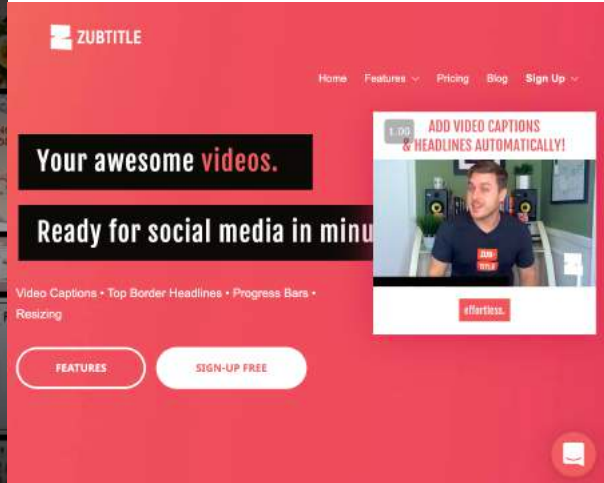 ZUBTITLE
Home Features Pricing Blog Sign Up
1.00
ADD VIDEO CAPTIONS
& HEADLINES AUTOMATICALLY!
Your awesome videos.
Ready for social media in minu
ZUB-
TITLE
effortless.
Video Captions • Top Border Headlines • Progress Bars •
Resizing
FEATURES
SIGN-UP FREE